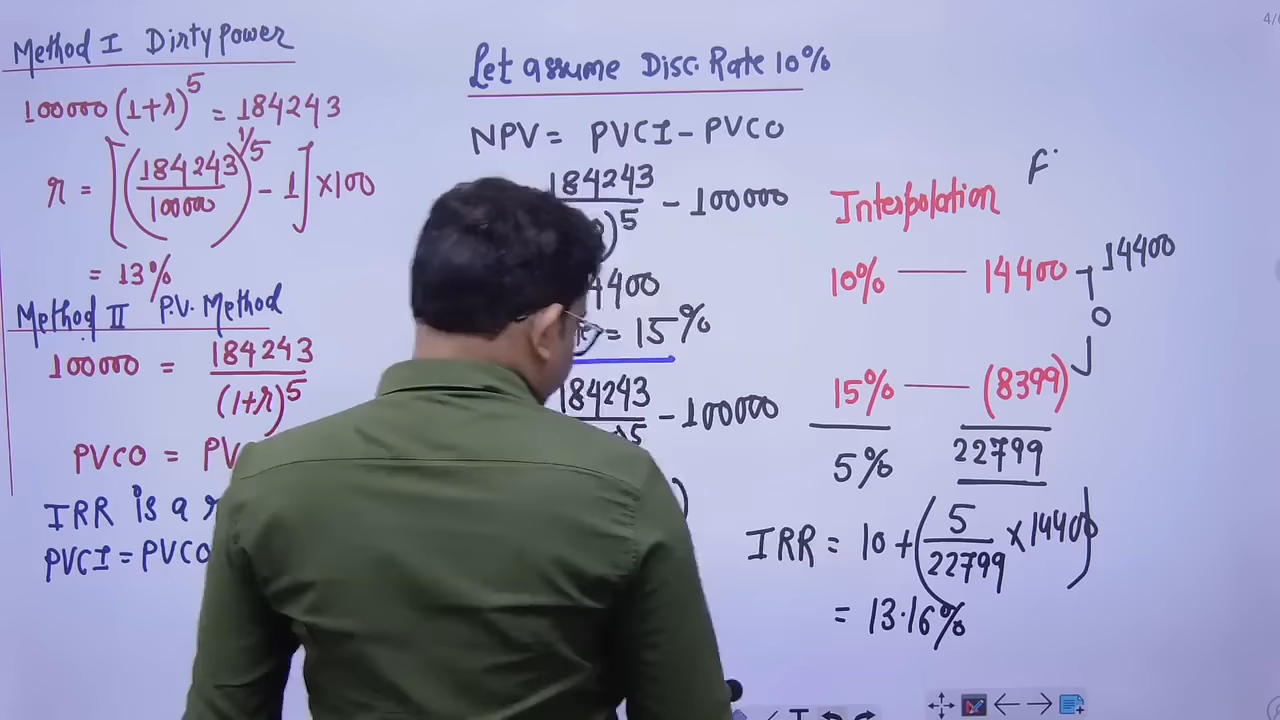 Method I Dirty power
100000(1+r)^5 = 184243
r = [(184243/100000)^1/5 - 1] x100
= 13%
Method II P.V. Method
100000 = 184243/(1+r)^5
PVCO = PV
IRR is a r
PVCI = PVCO
Let assume Disc. Rate 10%
NPV = PVCI - PVCO
184243 - 100000
)^5
4400
= 15%
184243 - 100000
5
)
F
Interpolation
10% — 14400
14400
0
15% — (8399)
5% 22799
IRR = 10 + (5/22799 x 14400)
= 13.16%
4/